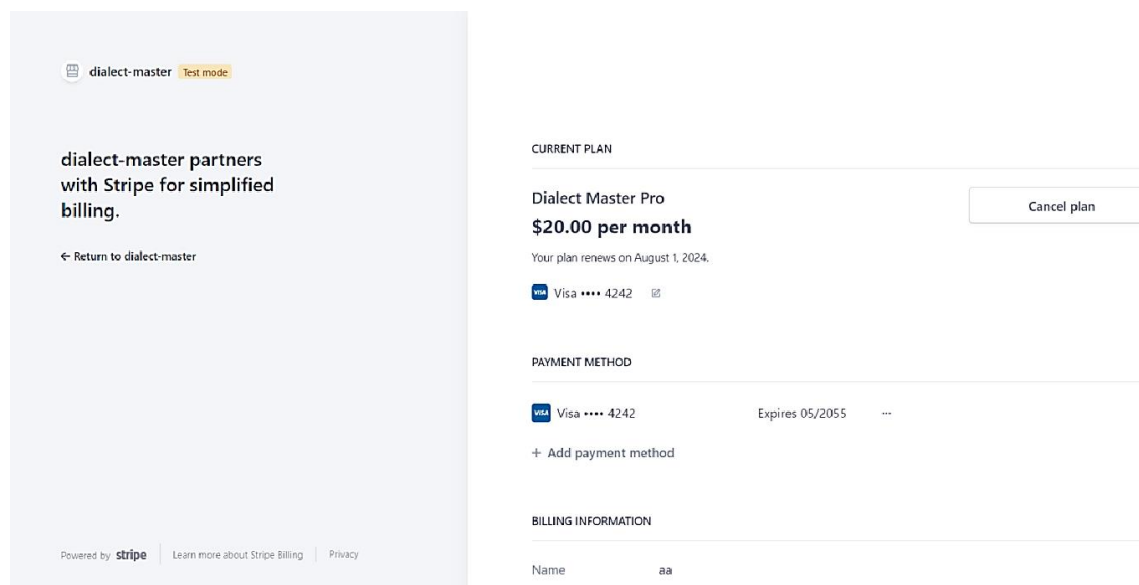 dialect-master Test mode
dialect-master partners
with Stripe for simplified
billing.
← Return to dialect-master
Powered by stripe
Learn more about Stripe Billing
Privacy
CURRENT PLAN
Dialect Master Pro
Cancel plan
$20.00 per month
Your plan renews on August 1, 2024.
VISA Visa •••• 4242
PAYMENT METHOD
VISA Visa •••• 4242 Expires 05/2055 ···
+ Add payment method
BILLING INFORMATION
Name aa